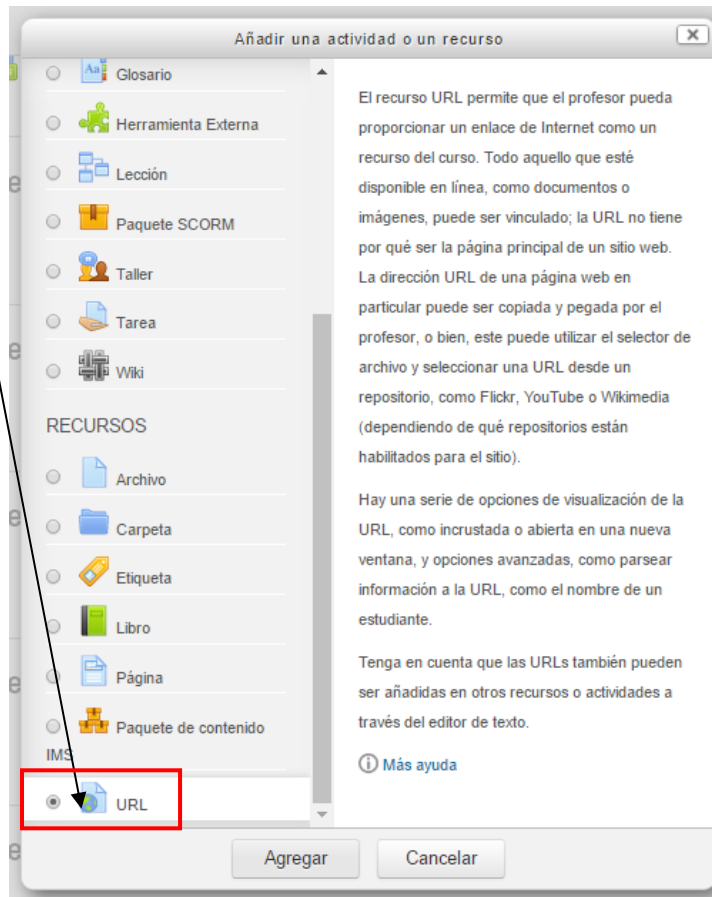 Añadir una actividad o un recurso
Glosario
Herramienta Externa
Lección
Paquete SCORM
Taller
Tarea
Wiki
RECURSOS
Archivo
Carpeta
Etiqueta
Libro
Página
Paquete de contenido
IMS
URL
El recurso URL permite que el profesor pueda
proporcionar un enlace de Internet como un
recurso del curso. Todo aquello que esté
disponible en línea, como documentos o
imágenes, puede ser vinculado; la URL no tiene
por qué ser la página principal de un sitio web.
La dirección URL de una página web en
particular puede ser copiada y pegada por el
profesor, o bien, este puede utilizar el selector de
archivo y seleccionar una URL desde un
repositorio, como Flickr, YouTube o Wikimedia
(dependiendo de qué repositorios están
habilitados para el sitio).
Hay una serie de opciones de visualización de la
URL, como incrustada o abierta en una nueva
ventana, y opciones avanzadas, como parsear
información a la URL, como el nombre de un
estudiante.
Tenga en cuenta que las URLs también pueden
ser añadidas en otros recursos o actividades a
través del editor de texto.
Más ayuda
Agregar
Cancelar